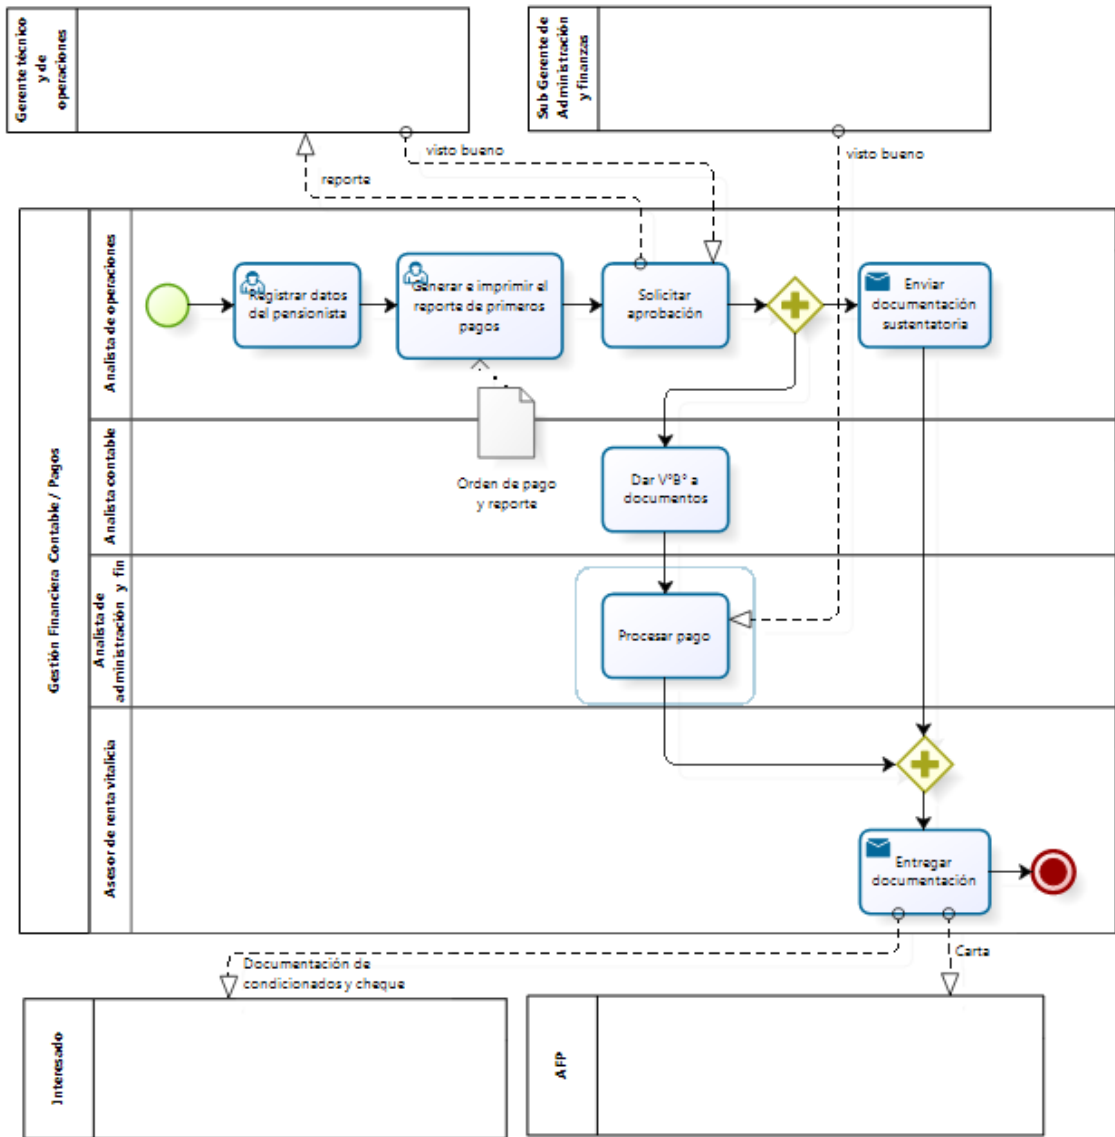 Gerente técnico
y de
operaciones
Sub Gerente de
Administración
y finanzas
visto bueno
visto bueno
reporte
Gestión Financiera Contable / Pagos
Analista de operaciones
Registrar datos
del pensionista
Generar e imprimir el
reporte de primeros
pagos
Solicitar
aprobación
Enviar
documentación
sustentatoria
Orden de pago
y reporte
Analista contable
Dar V°B° a
documentos
Analista de
administración y fin
Procesar pago
Asesor de renta vitalicia
Entregar
documentación
Documentación de
condicionados y cheque
Carta
Interesado
AFP